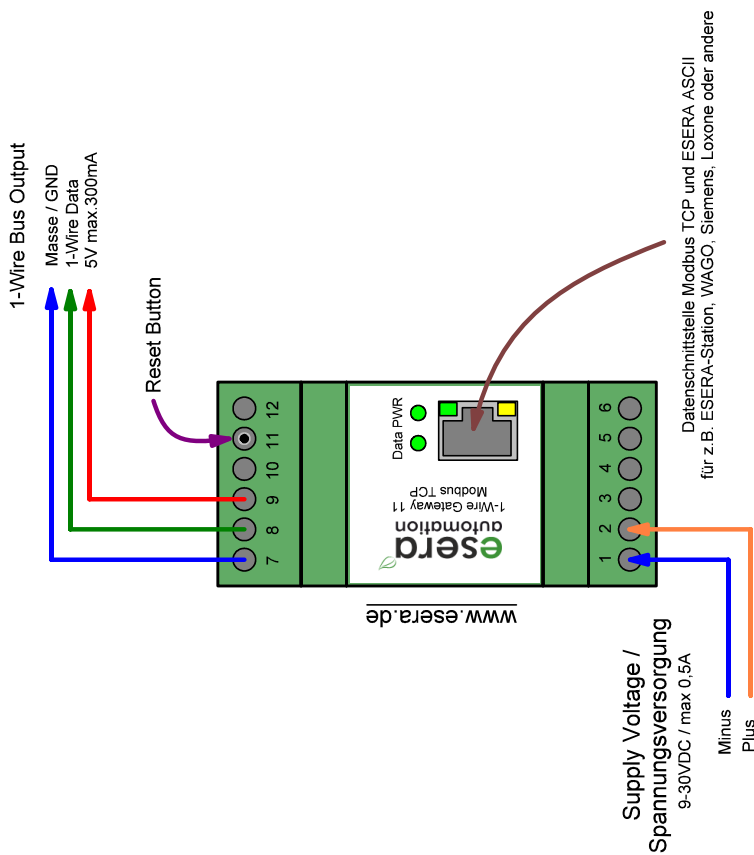 1-Wire Bus Output
Masse / GND
1-Wire Data
5V max.300mA
Reset Button
7
8
9
10
11
12
Data PWR
esera
automation
1-Wire Gateway 11
Modbus TCP
www.esera.de
1
2
3
4
5
6
Datenschnittstelle Modbus TCP und ESERA ASCII
für z.B. ESERA-Station, WAGO, Siemens, Loxone oder andere
Supply Voltage /
Spannungsversorgung
9-30VDC / max 0,5A
Minus
Plus